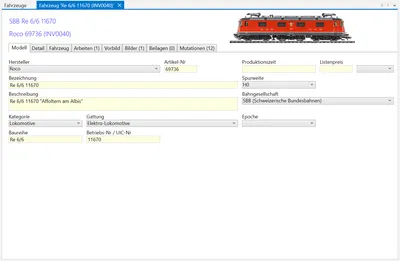 Fahrzeuge Fahrzeug 'Re 6/6 11670 (INV0040)'
SBB Re 6/6 11670
Roco 69736 (INV0040)
Modell Detail Fahrzeug Arbeiten (1) Vorbild Bilder (1) Beilagen (0) Mutationen (12)
Hersteller Artikel-Nr Produktionszeit Listenpreis
Roco 69736
Bezeichnung Spurweite
Re 6/6 11670 H0
Beschreibung Bahngesellschaft
Re 6/6 11670 "Affoltern am Albis" SBB (Schweizerische Bundesbahnen)
Kategorie Gattung Epoche
Lokomotive Elektro-Lokomotive
Baureihe Betriebs-Nr / UIC-Nr
Re 6/6 11670